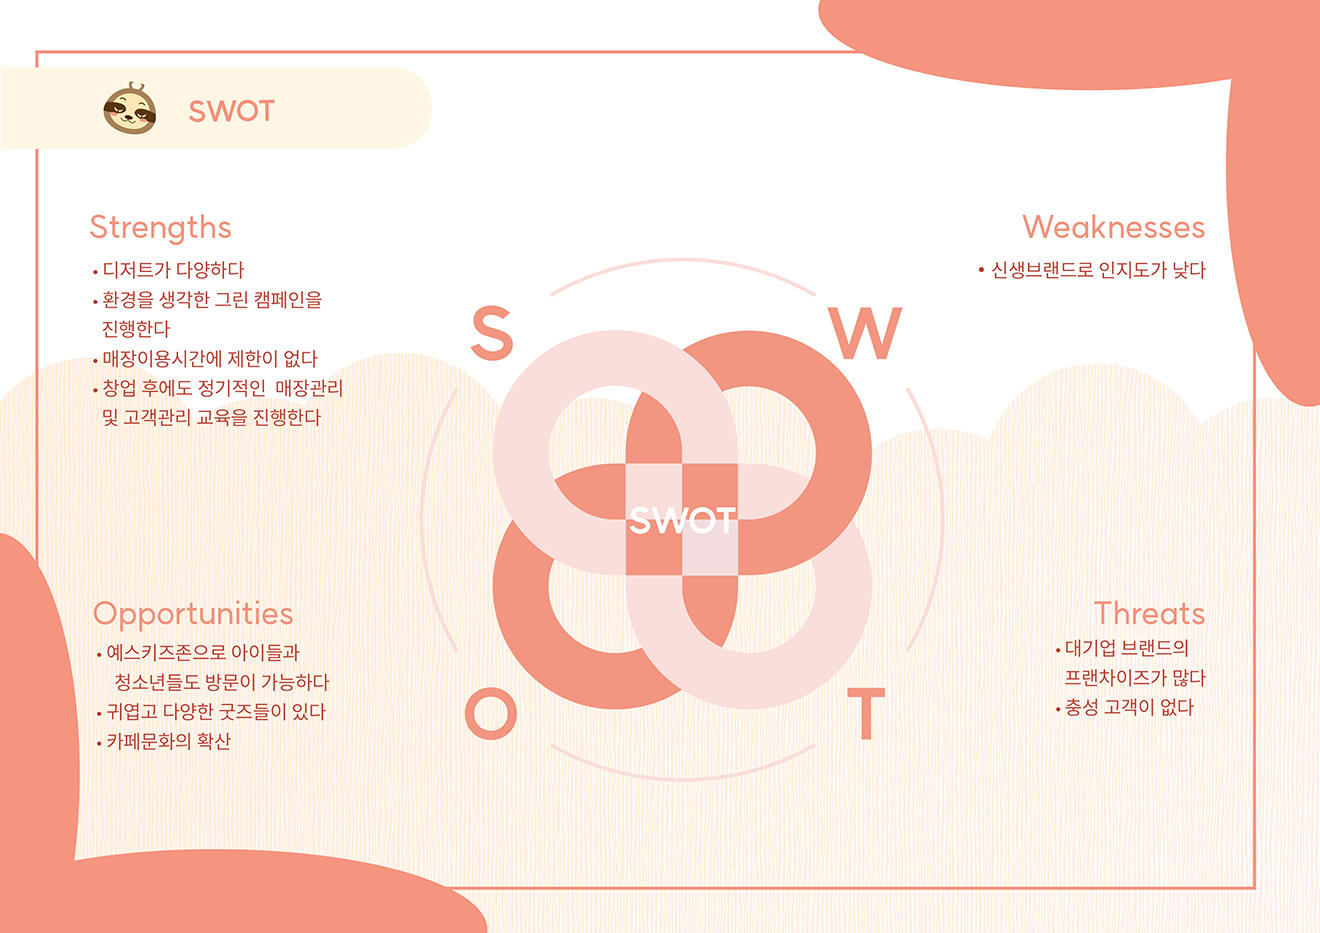 SWOT
Strengths
• 디저트가 다양하다
• 환경을 생각한 그린 캠페인을
진행한다
• 매장이용시간에 제한이 없다
• 창업 후에도 정기적인 매장관리
및 고객관리 교육을 진행한다
Weaknesses
• 신생브랜드로 인지도가 낮다
S
W
SWOT
O
T
Opportunities
• 예스키즈존으로 아이들과
청소년들도 방문이 가능하다
• 귀엽고 다양한 굿즈들이 있다
• 카페문화의 확산
Threats
• 대기업 브랜드의
프랜차이즈가 많다
• 충성 고객이 없다